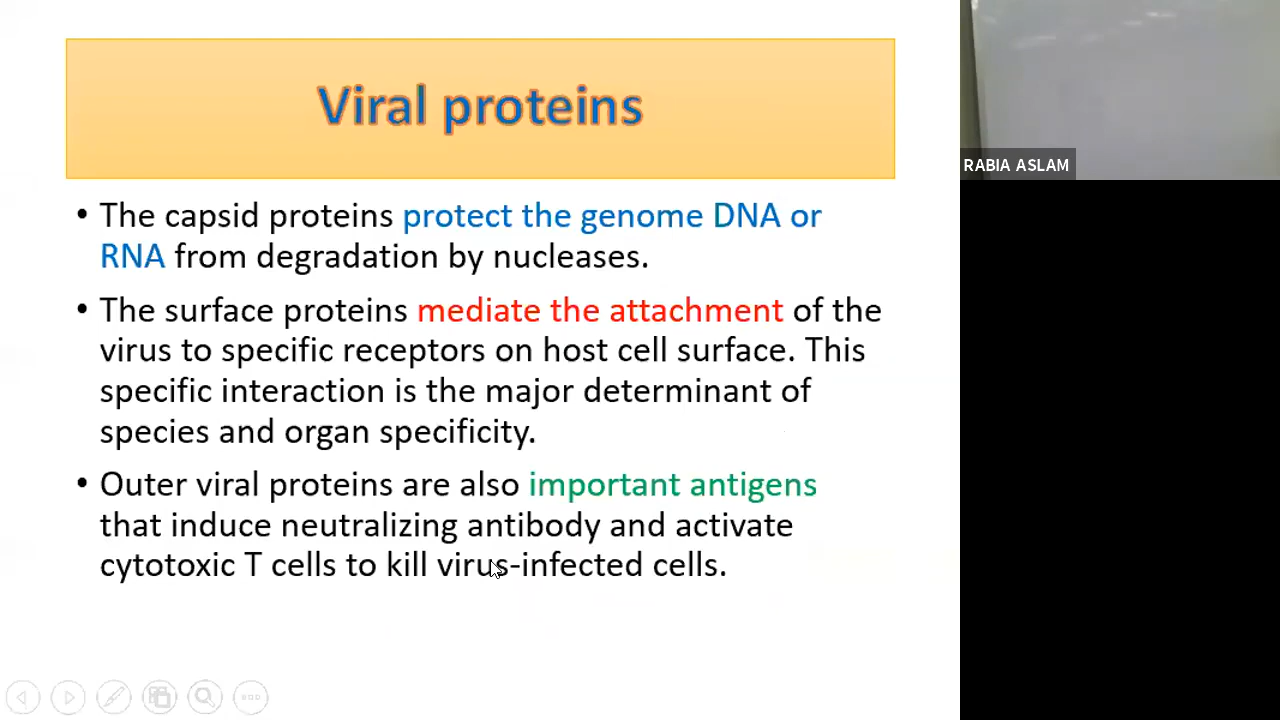 Viral proteins
• The capsid proteins protect the genome DNA or
RNA from degradation by nucleases.
• The surface proteins mediate the attachment of the
virus to specific receptors on host cell surface. This
specific interaction is the major determinant of
species and organ specificity.
• Outer viral proteins are also important antigens
that induce neutralizing antibody and activate
cytotoxic T cells to kill virus-infected cells.
RABIA ASLAM